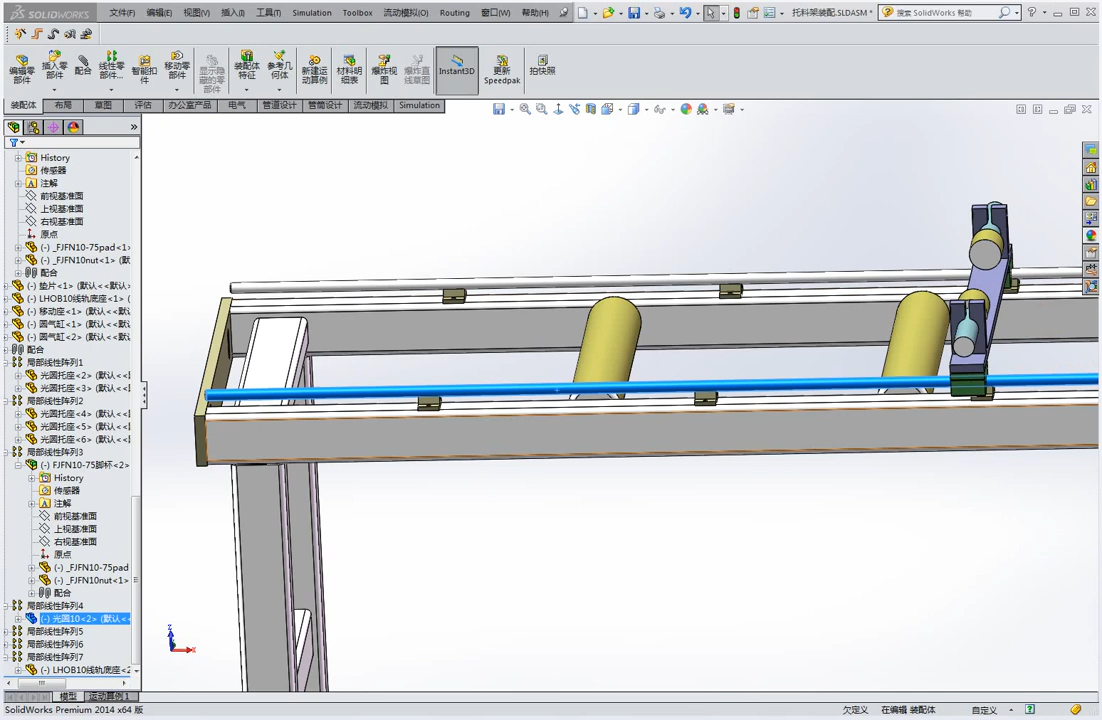 SOLIDWORKS 文件(F) 编辑(E) 视图(V) 插入(I) 工具(T) Simulation Toolbox 流动模拟(O) Routing 窗口(W) 帮助(H) 托料架装配.SLDASM * 搜索 SolidWorks 帮助
编辑零部件 插入零部件 配合 线性零部件... 智能扣件 移动零部件 显示隐藏的零部件 装配体特征 参考几何体 新建运动算例 材料明细表 爆炸视图 爆炸直线草图 Instant3D 更新 Speedpak 拍快照
装配体 布局 草图 评估 办公室产品 电气 管道设计 管筒设计 流动模拟 Simulation
History
传感器
注解
前视基准面
上视基准面
右视基准面
原点
(-) _FJFN10-75pad<1>
(-) _FJFN10nut<1> (默
配合
(-) 垫片<1> (默认<<默
(-) LHOB10线轨底座<1> (
(-) 移动座<1> (默认<<默
(-) 圆气缸<1> (默认<<默
(-) 圆气缸<2> (默认<<默
配合
局部线性阵列1
(-) 光圆托座<2> (默认<<
(-) 光圆托座<3> (默认<<
局部线性阵列2
(-) 光圆托座<4> (默认<<
(-) 光圆托座<5> (默认<<
(-) 光圆托座<6> (默认<<
局部线性阵列3
(-) FJFN10-75脚杯<2>
History
传感器
注解
前视基准面
上视基准面
右视基准面
原点
(-) _FJFN10-75pad
(-) _FJFN10nut<1>
配合
局部线性阵列4
(-) 光圆10<2> (默认<<
局部线性阵列5
局部线性阵列6
局部线性阵列7
(-) LHOB10线轨底座<2
Z
X
模型 运动算例1
SolidWorks Premium 2014 x64 版 欠定义 在编辑 装配体 自定义